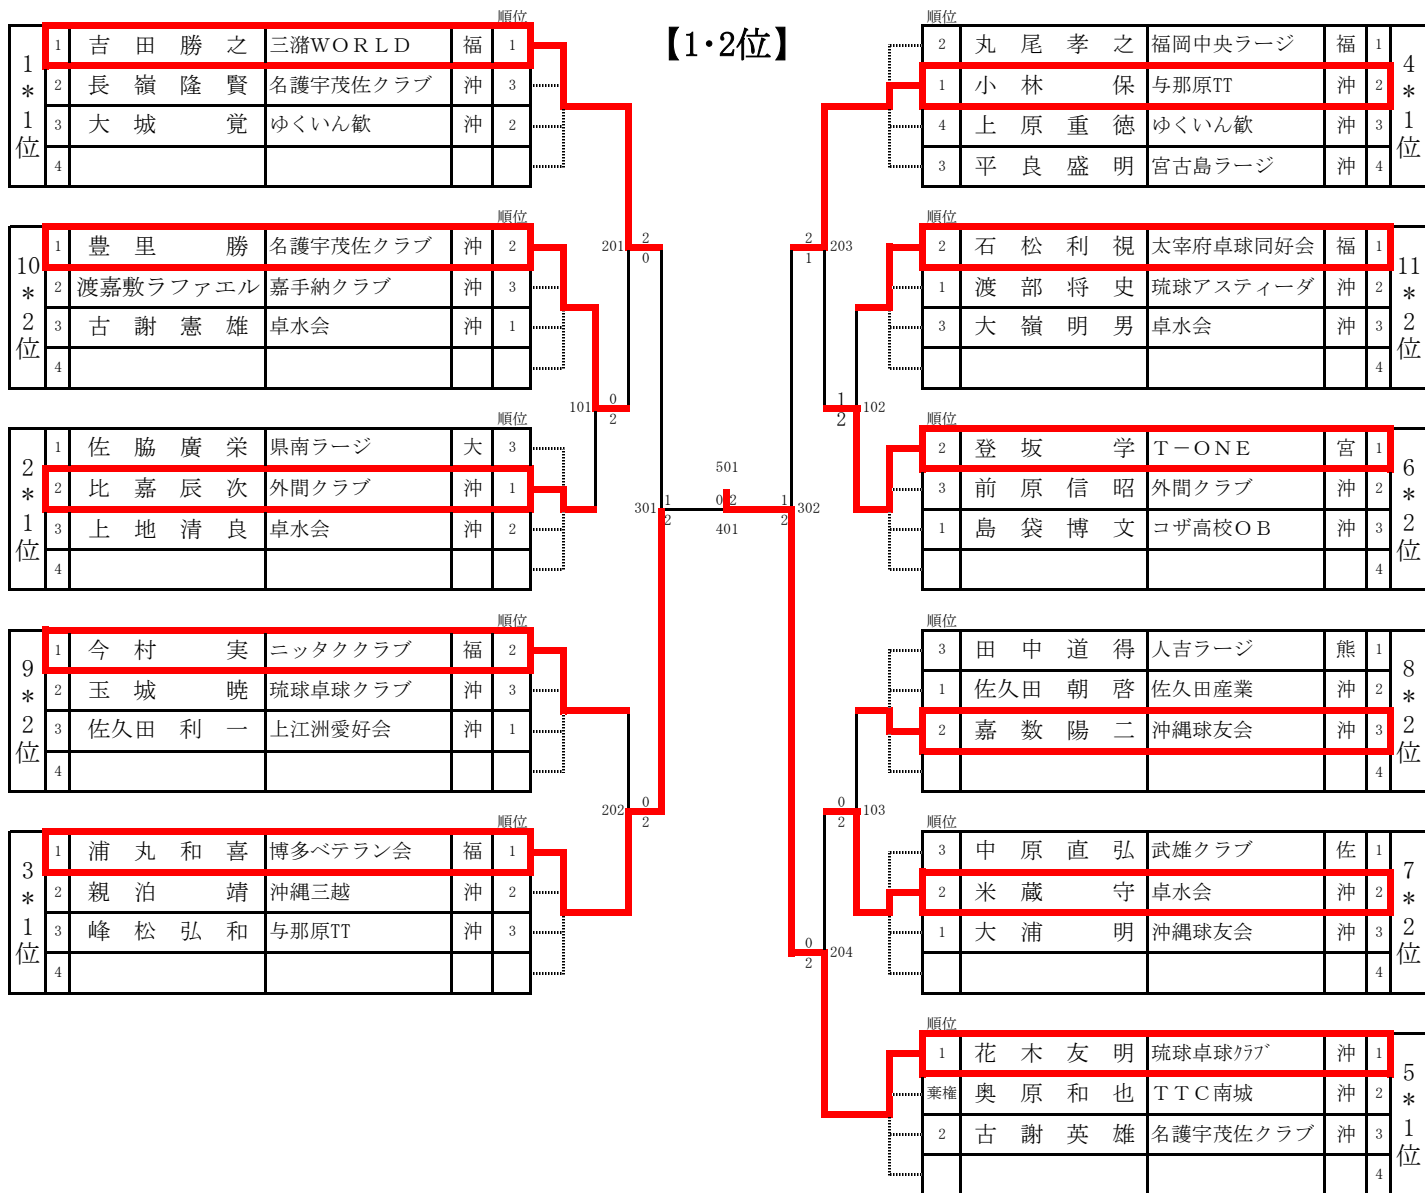 【1・2位】
順位
1*1位
1 吉田勝之 三潴WORLD 福 1
2 長嶺隆賢 名護宇茂佐クラブ 沖 3
3 大城覚 ゆくいん歓 沖 2
4
順位
10*2位
1 豊里勝 名護宇茂佐クラブ 沖 2
2 渡嘉敷ラファエル 嘉手納クラブ 沖 3
3 古謝憲雄 卓水会 沖 1
4
順位
2*1位
1 佐脇廣栄 県南ラージ 大 3
2 比嘉辰次 外間クラブ 沖 1
3 上地清良 卓水会 沖 2
4
順位
9*2位
1 今村実 ニッタククラブ 福 2
2 玉城暁 琉球卓球クラブ 沖 3
3 佐久田利一 上江洲愛好会 沖 1
4
順位
3*1位
1 浦丸和喜 博多ベテラン会 福 1
2 親泊靖 沖縄三越 沖 2
3 峰松弘和 与那原TT 沖 3
4
201 2 0
101 0 2
301 1 2
202 0 2
501
0 2
401
203 2 1
102 1 2
302 1 2
103 0 2
204 0 2
順位
2 丸尾孝之 福岡中央ラージ 福 1
1 小林保 与那原TT 沖 2
4 上原重徳 ゆくいん歓 沖 3
3 平良盛明 宮古島ラージ 沖 4
4*1位
順位
2 石松利視 太宰府卓球同好会 福 1
1 渡部将史 琉球アスティーダ 沖 2
3 大嶺明男 卓水会 沖 3
4
11*2位
順位
2 登坂学 T－ONE 宮 1
3 前原信昭 外間クラブ 沖 2
1 島袋博文 コザ高校OB 沖 3
4
6*2位
順位
3 田中道得 人吉ラージ 熊 1
1 佐久田朝啓 佐久田産業 沖 2
2 嘉数陽二 沖縄球友会 沖 3
4
8*2位
順位
3 中原直弘 武雄クラブ 佐 1
2 米蔵守 卓水会 沖 2
1 大浦明 沖縄球友会 沖 3
4
7*2位
順位
1 花木友明 琉球卓球ｸﾗﾌﾞ 沖 1
棄権 奥原和也 TTC南城 沖 2
2 古謝英雄 名護宇茂佐クラブ 沖 3
4
5*1位